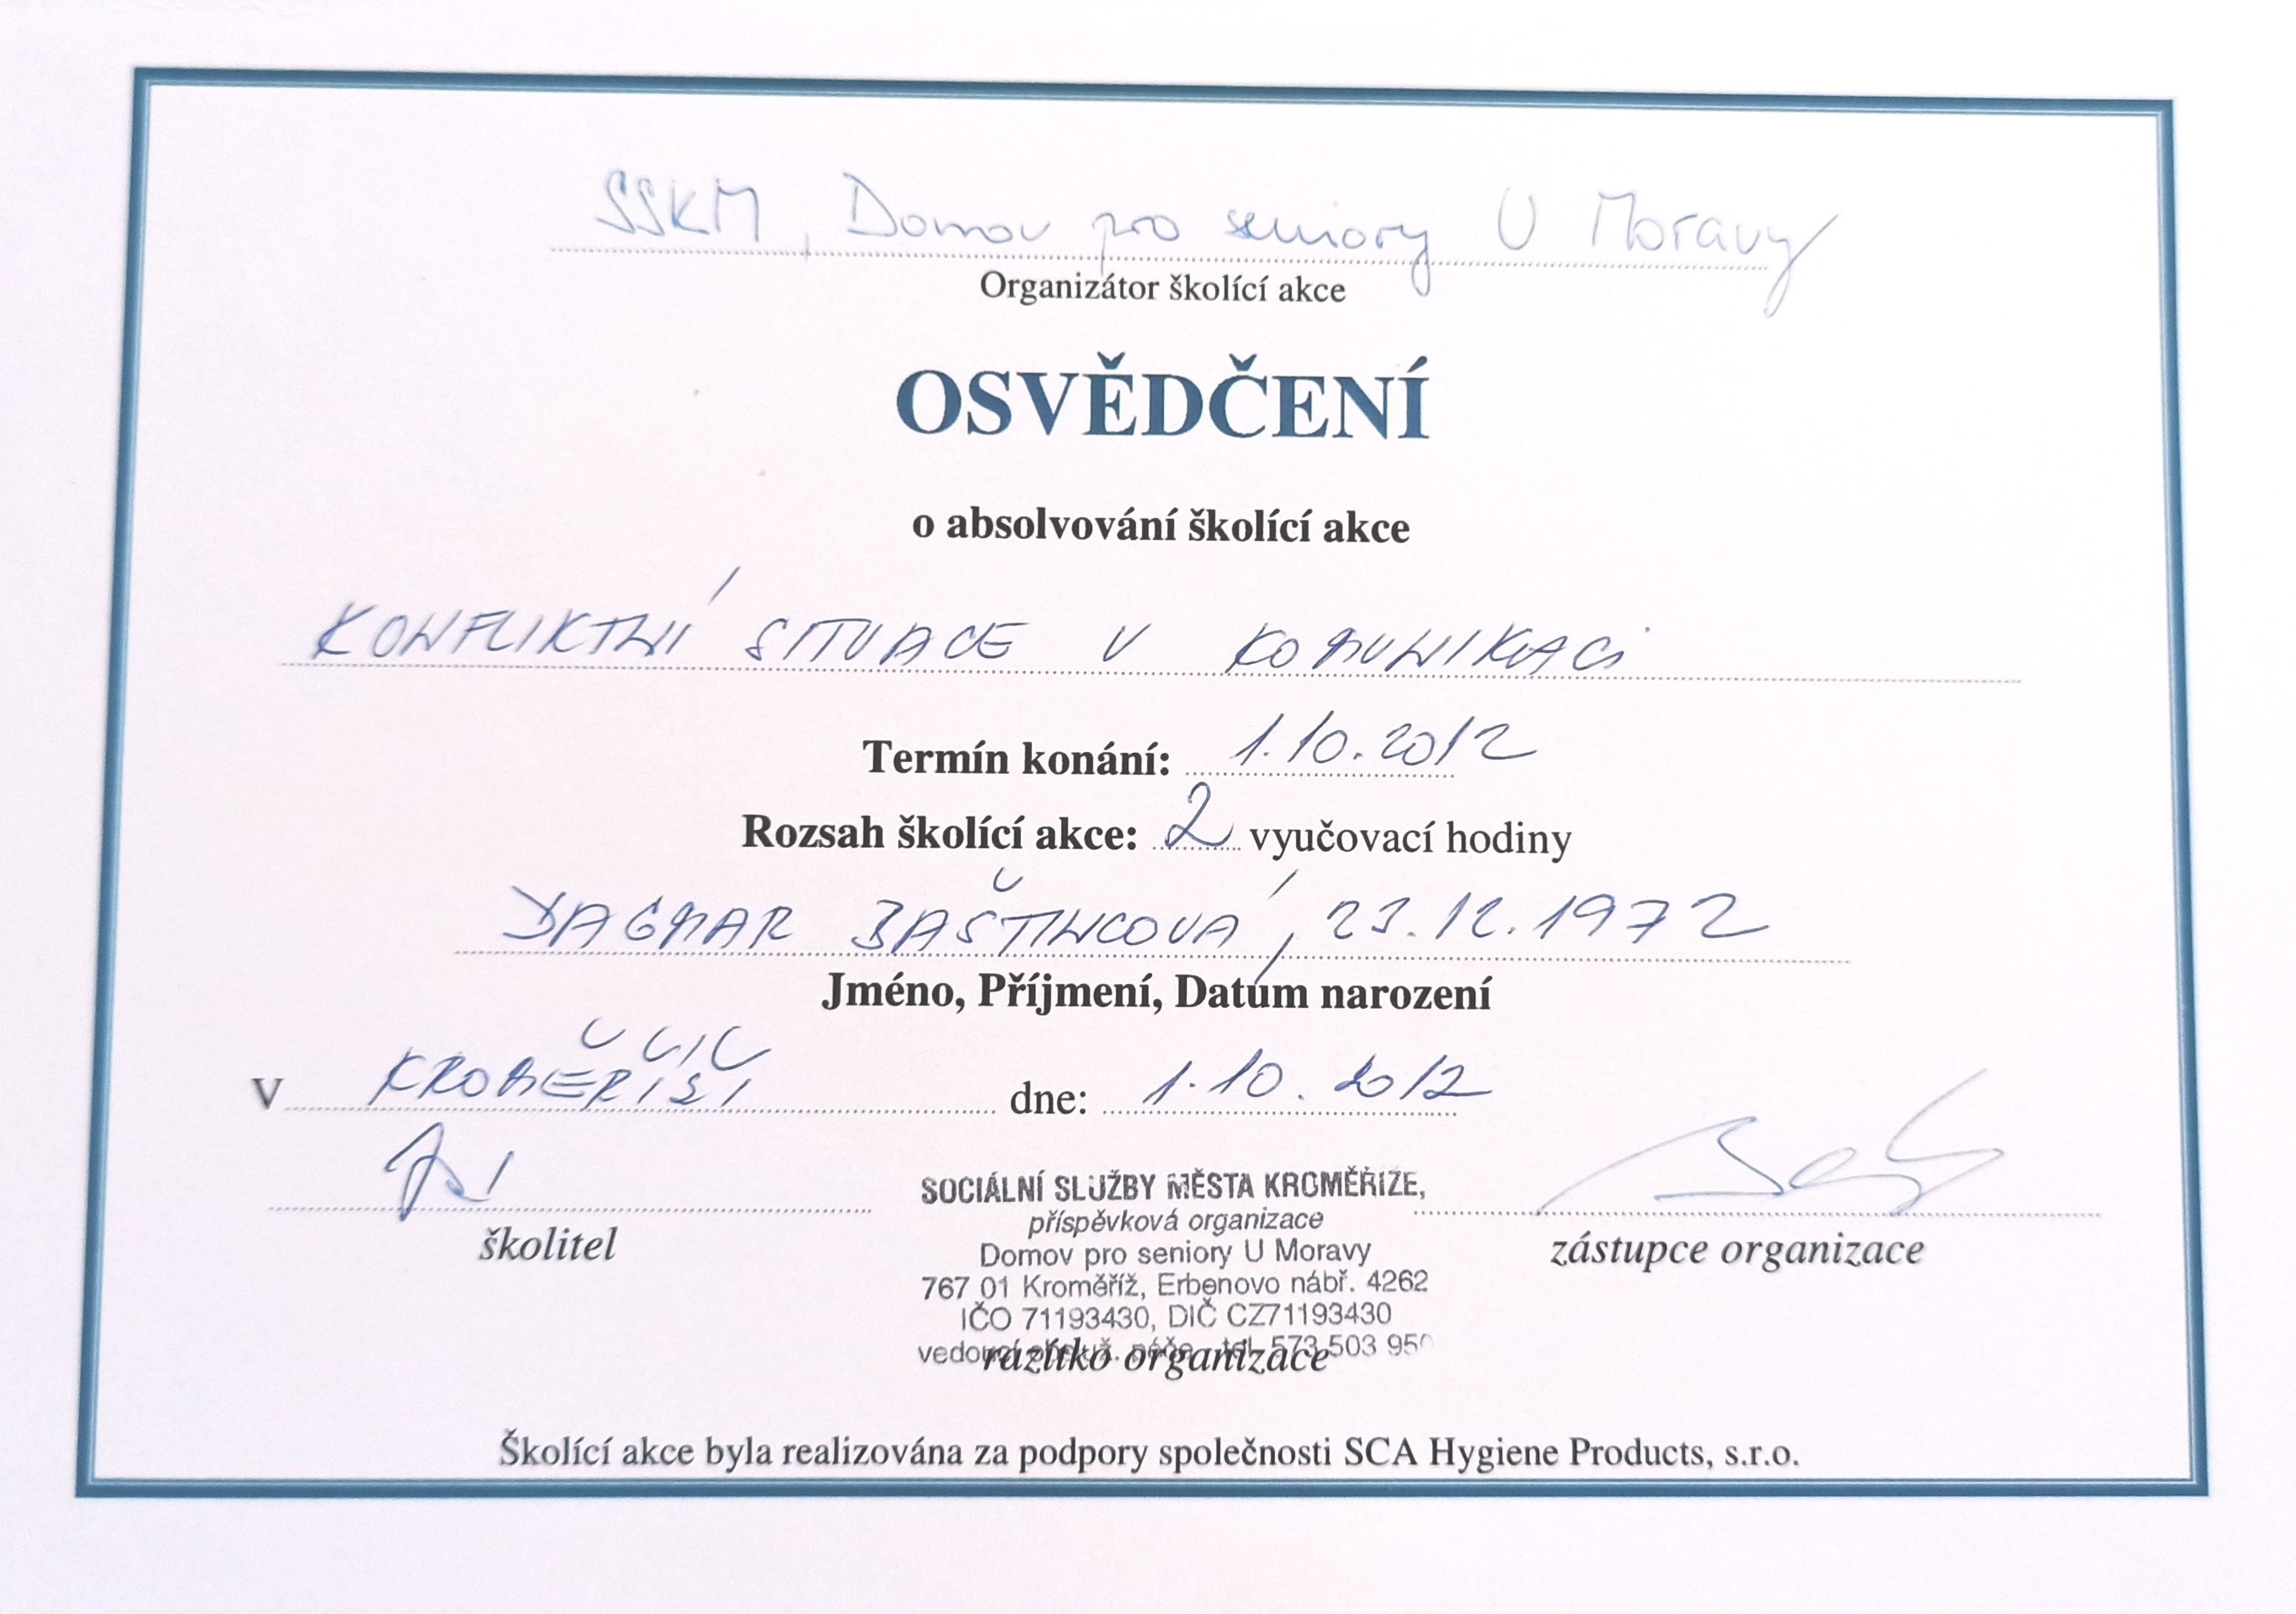 SSKM, Domov pro seniory U Moravy
Organizátor školící akce
OSVĚDČENÍ
o absolvování školící akce
KONFLIKTNÍ SITUACE V KOMUNIKACI
Termín konání: 1.10.2012
Rozsah školící akce: 2 vyučovací hodiny
DAGMAR BAŠTINCOVÁ, 23.12.1972
Jméno, Příjmení, Datum narození
V KROMĚŘÍŽI dne: 1.10.2012
SOCIÁLNÍ SLUŽBY MĚSTA KROMĚŘÍŽE,
příspěvková organizace
školitel
zástupce organizace
Domov pro seniory U Moravy
767 01 Kroměříž, Erbenovo nábř. 4262
IČO 71193430, DIČ CZ71193430
tel. 573 503
razítko organizace
Školící akce byla realizována za podpory společnosti SCA Hygiene Products, s.r.o.